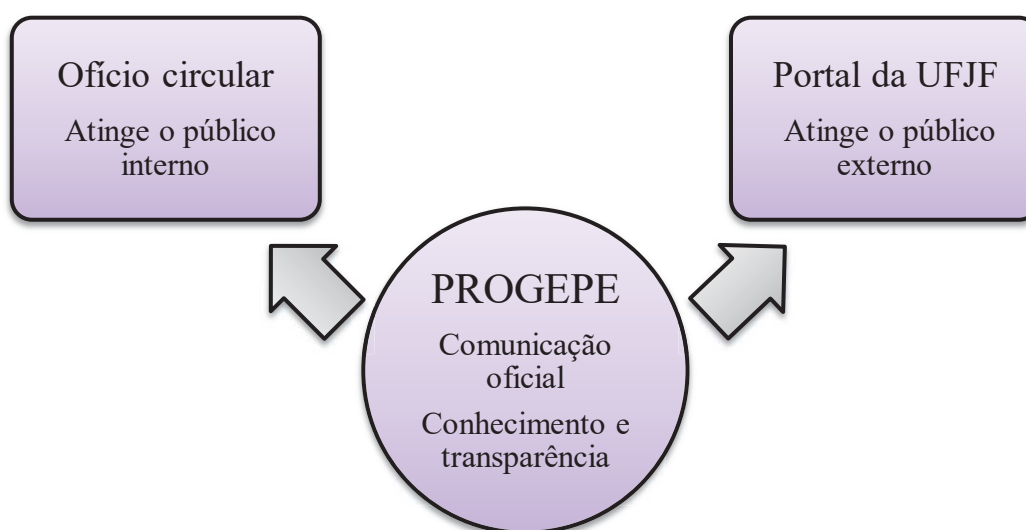 Ofício circular
Atinge o público
interno
Portal da UFJF
Atinge o público
externo
PROGEPE
Comunicação
oficial
Conhecimento e
transparência